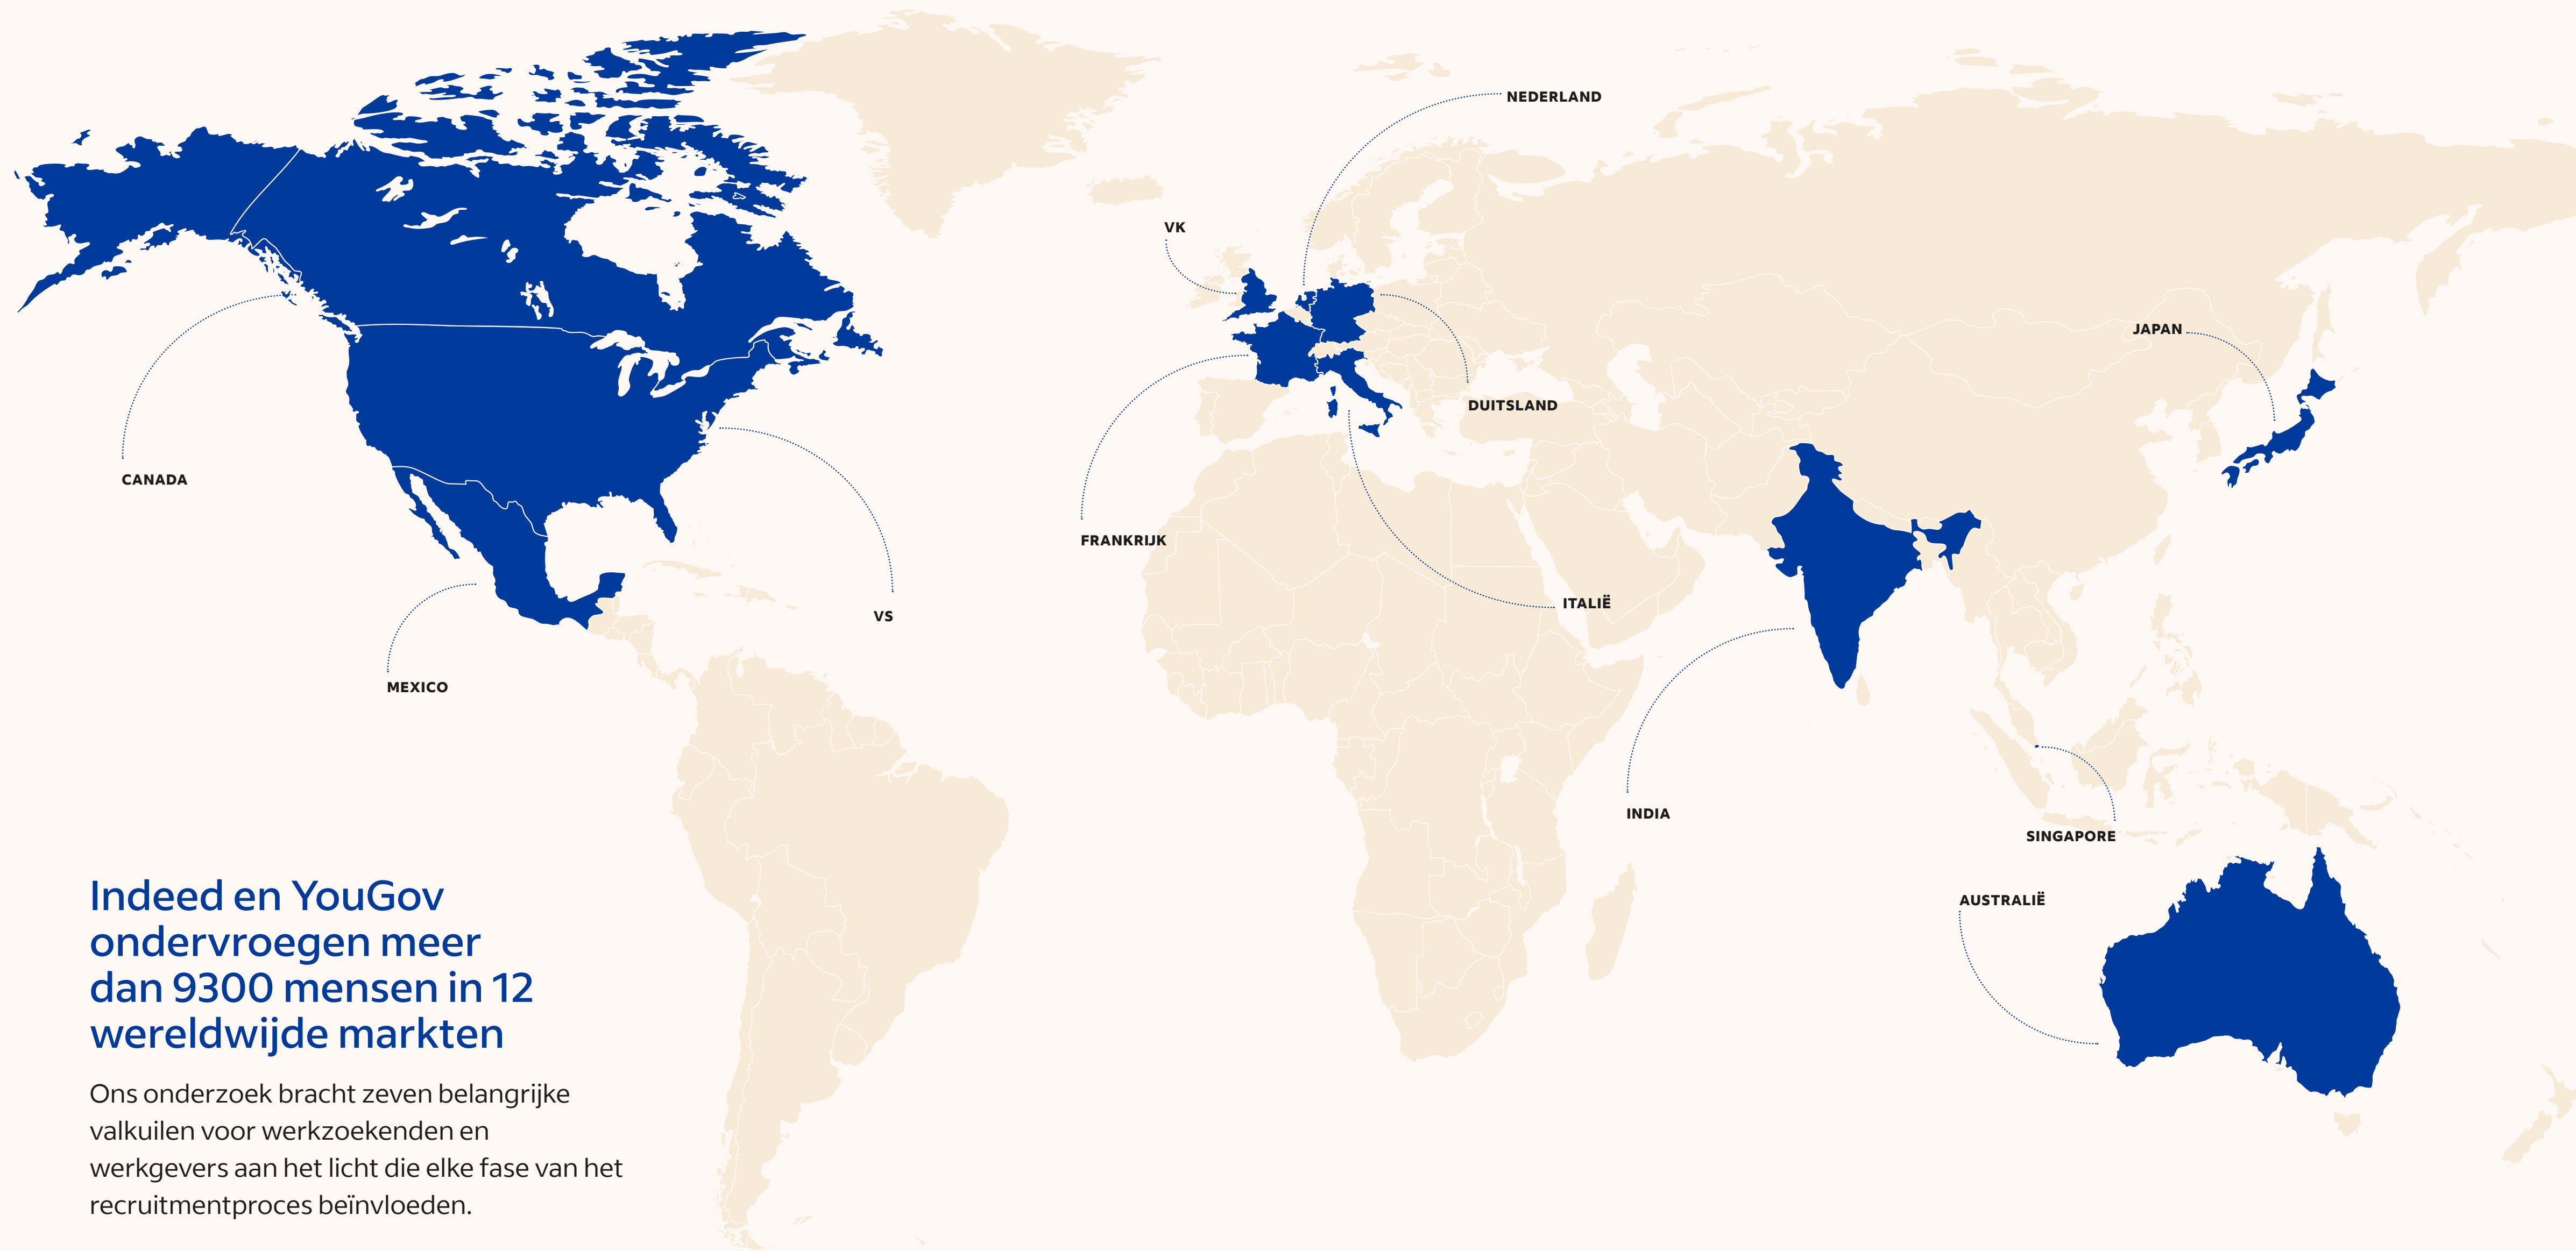 NEDERLAND
VK
JAPAN
DUITSLAND
CANADA
FRANKRIJK
ITALIË
VS
MEXICO
INDIA
SINGAPORE
AUSTRALIË
Indeed en YouGov
ondervroegen meer
dan 9300 mensen in 12
wereldwijde markten
Ons onderzoek bracht zeven belangrijke
valkuilen voor werkzoekenden en
werkgevers aan het licht die elke fase van het
recruitmentproces beïnvloeden.